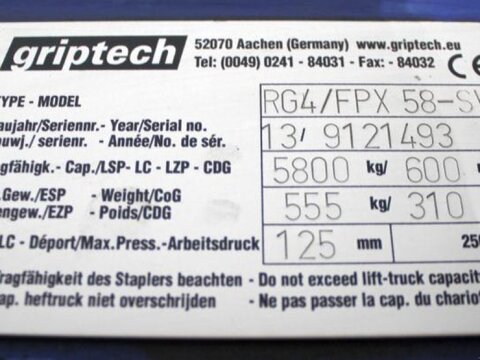 griptech 52070 Aachen (Germany) www.griptech.eu
Tel: (0049) 0241 - 84031 - Fax: - 84032 CE
TYPE - MODEL RG4/FPX 58-S
aujahr/Seriennr.- Year/Serial no.
ouwj./ serienr. - Année/No. de sér. 13/ 9121493
agfähigk.- Cap./LSP- LC - LZP - CDG 5800 kg/ 600 m
.Gew./ESP - Weight/CoG
engew./EZP - Poids/CDG 555 kg/ 310
LC - Déport/Max.Press.-Arbeitsdruck 125 mm 250
ragfähigkeit des Staplers beachten - Do not exceed lift-truck capacit
ap. heftruck niet overschrijden - Ne pas passer la cap. du chario